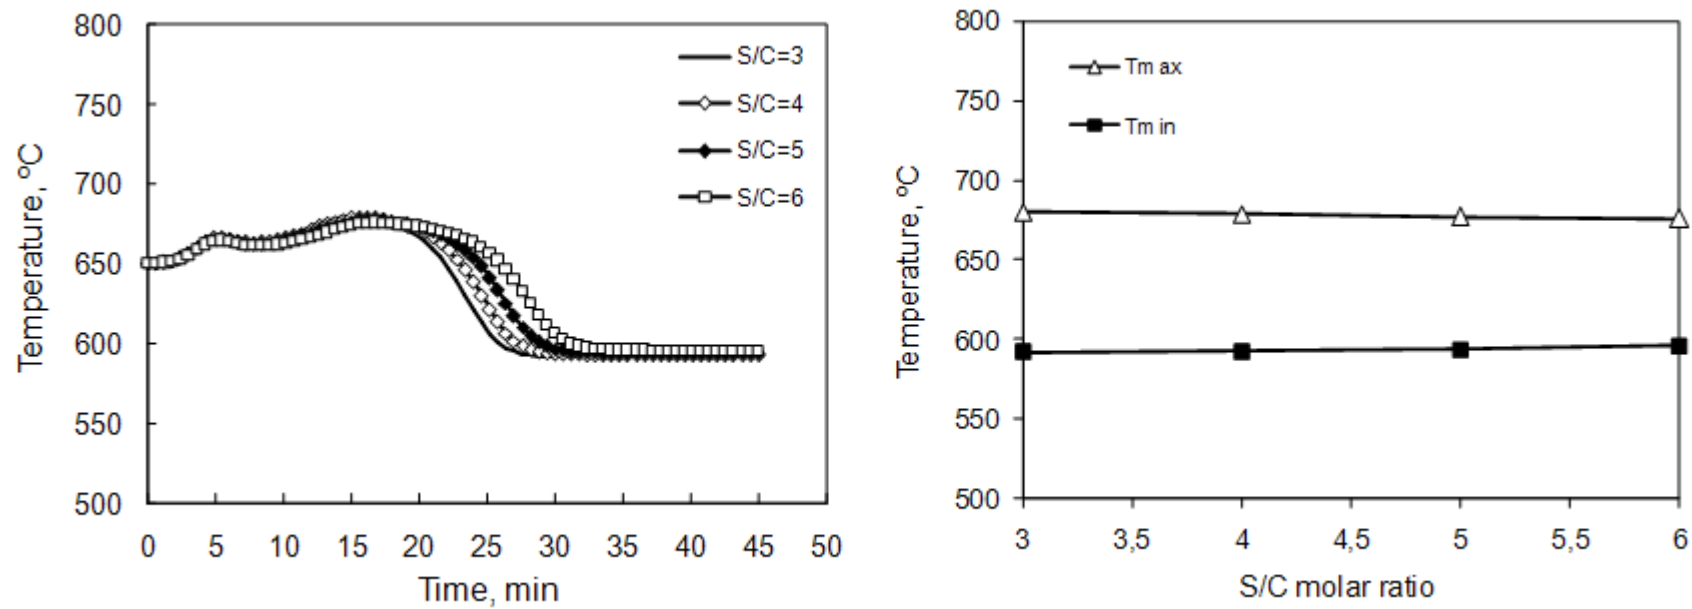 800
750
700
650
600
550
500
Temperature, ºC
S/C=3
S/C=4
S/C=5
S/C=6
0 5 10 15 20 25 30 35 40 45 50
Time, min
800
750
700
650
600
550
500
Temperature, ºC
Tm ax
Tm in
3 3,5 4 4,5 5 5,5 6
S/C molar ratio